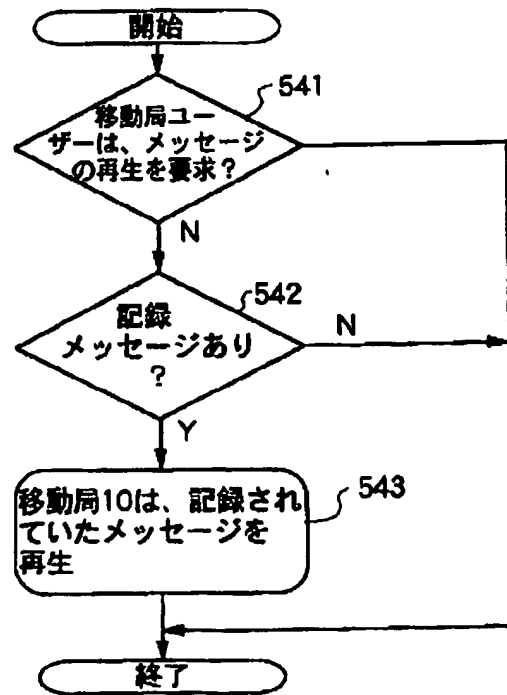 開始
541
移動局ユー
ザーは、メッセージ
の再生を要求？
N
542
記録
メッセージあり
？
N
Y
543
移動局10は、記録され
ていたメッセージを
再生
終了